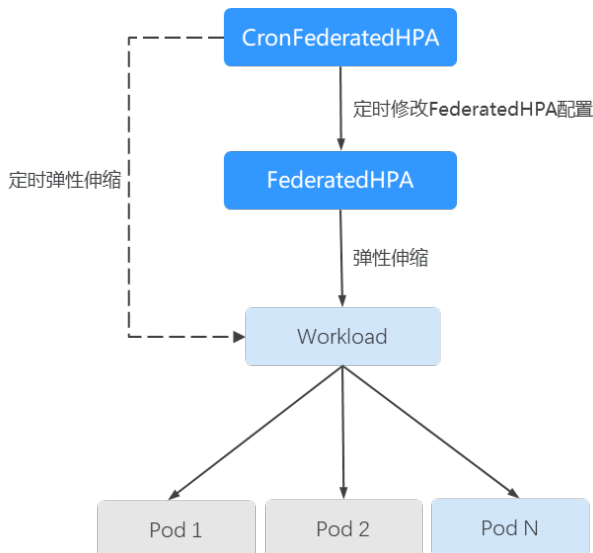 CronFederatedHPA
定时修改FederatedHPA配置
定时弹性伸缩
FederatedHPA
弹性伸缩
Workload
Pod 1
Pod 2
Pod N